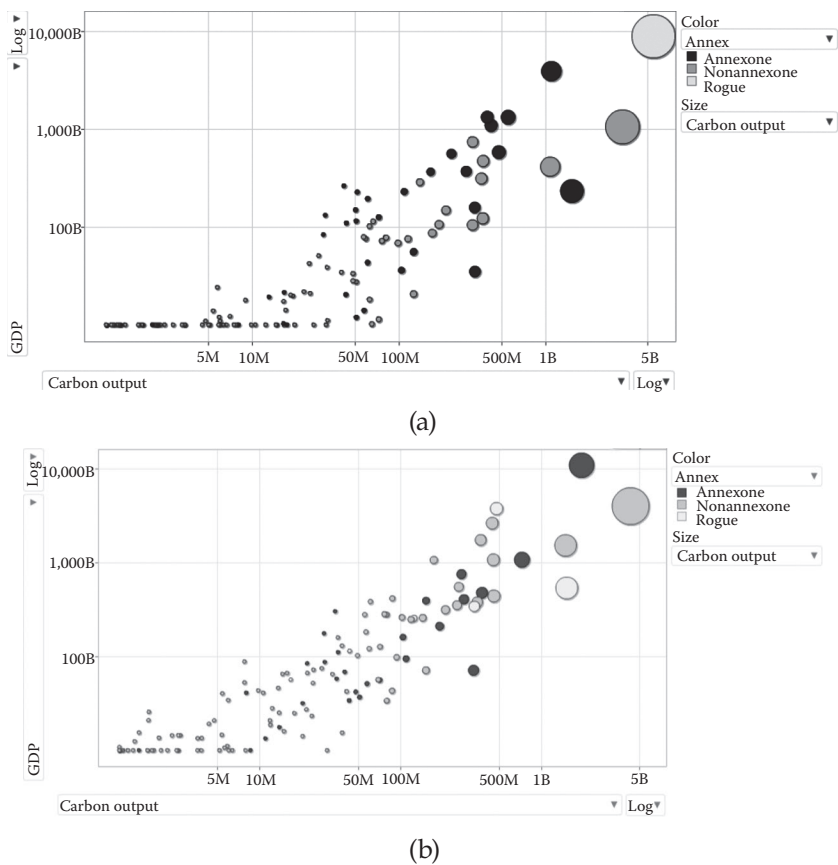 Log
10,000B
1,000B
100B
GDP
5M 10M 50M 100M 500M 1B 5B
Carbon output Log
Color
Annex
Annexone
Nonannexone
Rogue
Size
Carbon output
(a)
Log
10,000B
1,000B
100B
GDP
5M 10M 50M 100M 500M 1B 5B
Carbon output Log
Color
Annex
Annexone
Nonannexone
Rogue
Size
Carbon output
(b)